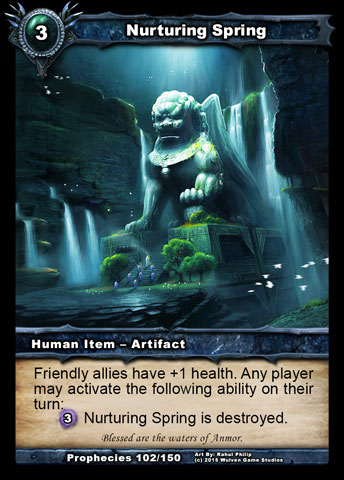 3
Nurturing Spring
Human Item – Artifact
Friendly allies have +1 health. Any player
may activate the following ability on their
turn:
3 Nurturing Spring is destroyed.
Blessed are the waters of Anmor.
Prophecies 102/150
Art By: Rahul Philip
(c) 2015 Wulven Game Studios